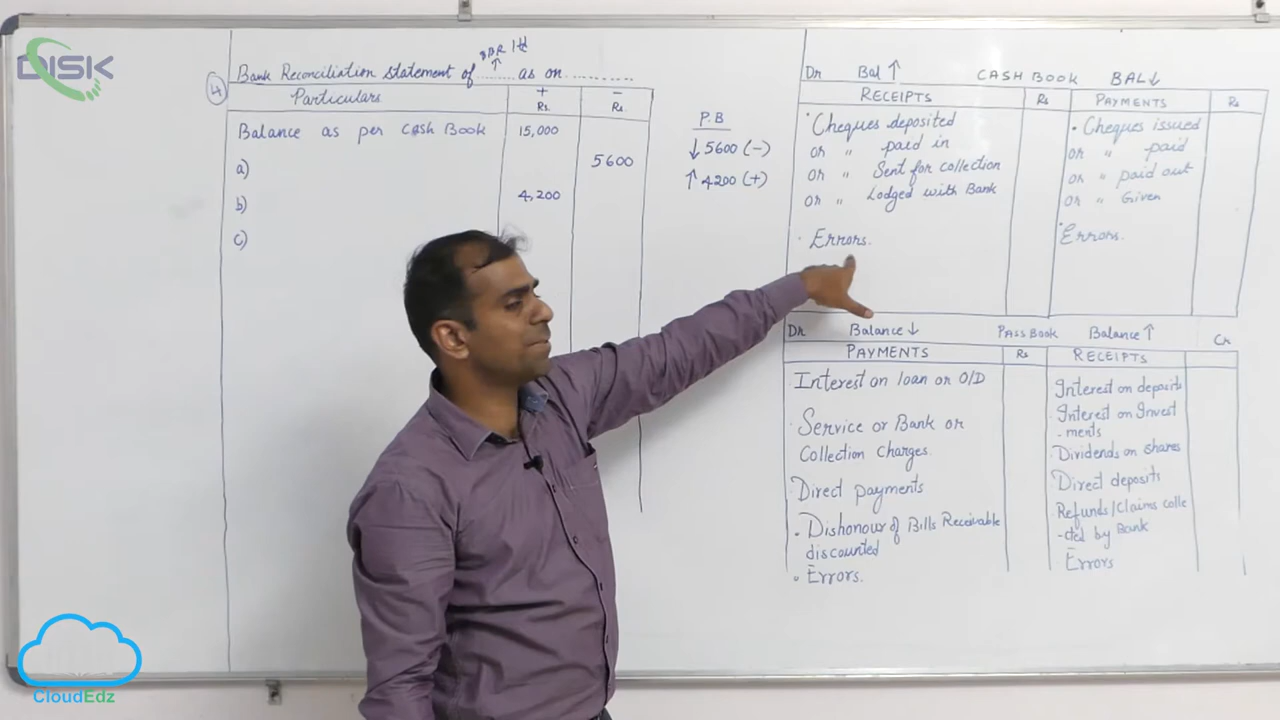 DISK
4
BBR ltd
Bank Reconciliation Statement of ........ as on ..........
Particulars + Rs. - Rs.
Balance as per Cash Book 15,000
a) 5600
b) 4,200
c)
P.B
↓ 5600 (-)
↑ 4200 (+)
Dr Bal ↑ CASH BOOK BAL ↓
RECEIPTS Rs PAYMENTS Rs
• Cheques deposited • Cheques issued
or " paid in or " paid
or " Sent for collection or " paid out
or " Lodged with Bank or " Given
• Errors. • Errors.
Dr Balance ↓ PASS BOOK Balance ↑ Cr
PAYMENTS Rs RECEIPTS
Interest on loan or O/D Interest on deposits
Service or Bank or Interest on Invest
Collection Charges. -ments
Dividends on shares
Direct payments Direct deposits
• Dishonour of Bills Receivable Refunds/Claims colle
discounted -cted by Bank
• Errors. Errors
CloudEdz